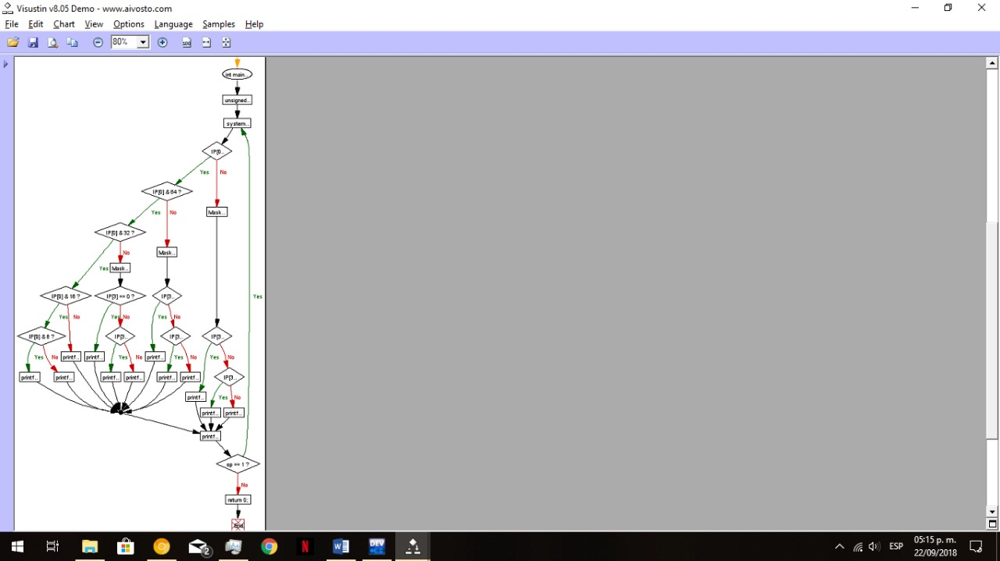 Visustin v8.05 Demo - www.aivosto.com
File Edit Chart View Options Language Samples Help
80%
100
int main..
unsigned..
system..
IP[0..
Yes No
IP[0] & 64 ?
Yes No
Mask..
IP[0] & 32 ?
No
Mask..
Yes Mask..
IP[0] & 16 ? IP[3] == 0 ? IP[3.. Yes
Yes No Yes No Yes No
IP[0] & 8 ? IP[3.. IP[3.. IP[3..
Yes No printf.. printf.. Yes No printf.. Yes No Yes No
printf.. printf.. printf.. printf.. printf.. printf.. IP[3..
printf.. Yes No
printf.. printf..
printf..
op == 1 ?
No
return 0;
End
2
N
W
DEV
ESP
05:15 p. m.
22/09/2018